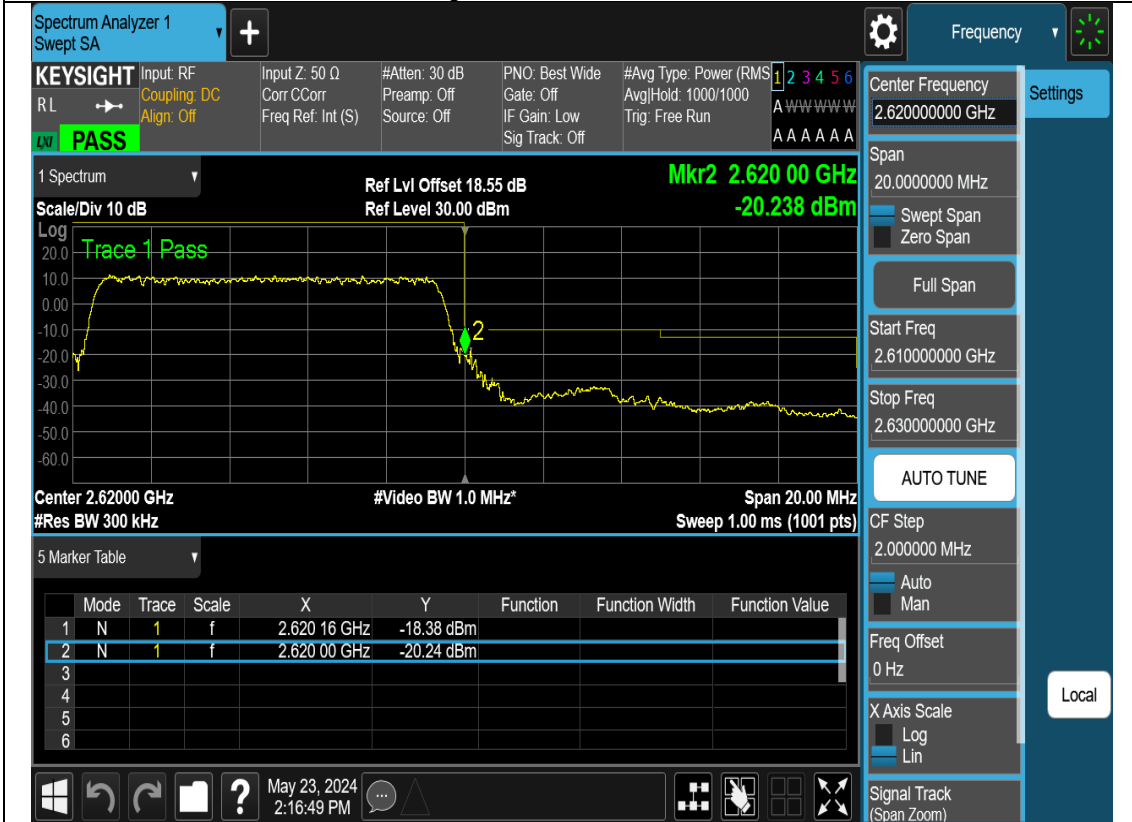 Spectrum Analyzer 1
Swept SA
+
Frequency
KEYSIGHT
R L
LXI
PASS
Input: RF
Coupling: DC
Align: Off
Input Z: 50 Ω
Corr CCorr
Freq Ref: Int (S)
#Atten: 30 dB
Preamp: Off
Source: Off
PNO: Best Wide
Gate: Off
IF Gain: Low
Sig Track: Off
#Avg Type: Power (RMS
Avg|Hold: 1000/1000
Trig: Free Run
1 2 3 4 5 6
A W W W W W
A A A A A A
1 Spectrum
Scale/Div 10 dB
Ref Lvl Offset 18.55 dB
Ref Level 30.00 dBm
Mkr2 2.620 00 GHz
-20.238 dBm
Log
Trace 1 Pass
20.0
10.0
0.00
-10.0
-20.0
-30.0
-40.0
-50.0
-60.0
2
Center 2.62000 GHz
#Video BW 1.0 MHz*
Span 20.00 MHz
#Res BW 300 kHz
Sweep 1.00 ms (1001 pts)
5 Marker Table
Mode Trace Scale X Y Function Function Width Function Value
1 N 1 f 2.620 16 GHz -18.38 dBm
2 N 1 f 2.620 00 GHz -20.24 dBm
3
4
5
6
?
May 23, 2024
2:16:49 PM
Center Frequency
2.620000000 GHz
Settings
Span
20.0000000 MHz
Swept Span
Zero Span
Full Span
Start Freq
2.610000000 GHz
Stop Freq
2.630000000 GHz
AUTO TUNE
CF Step
2.000000 MHz
Auto
Man
Freq Offset
0 Hz
X Axis Scale
Log
Lin
Local
Signal Track
(Span Zoom)